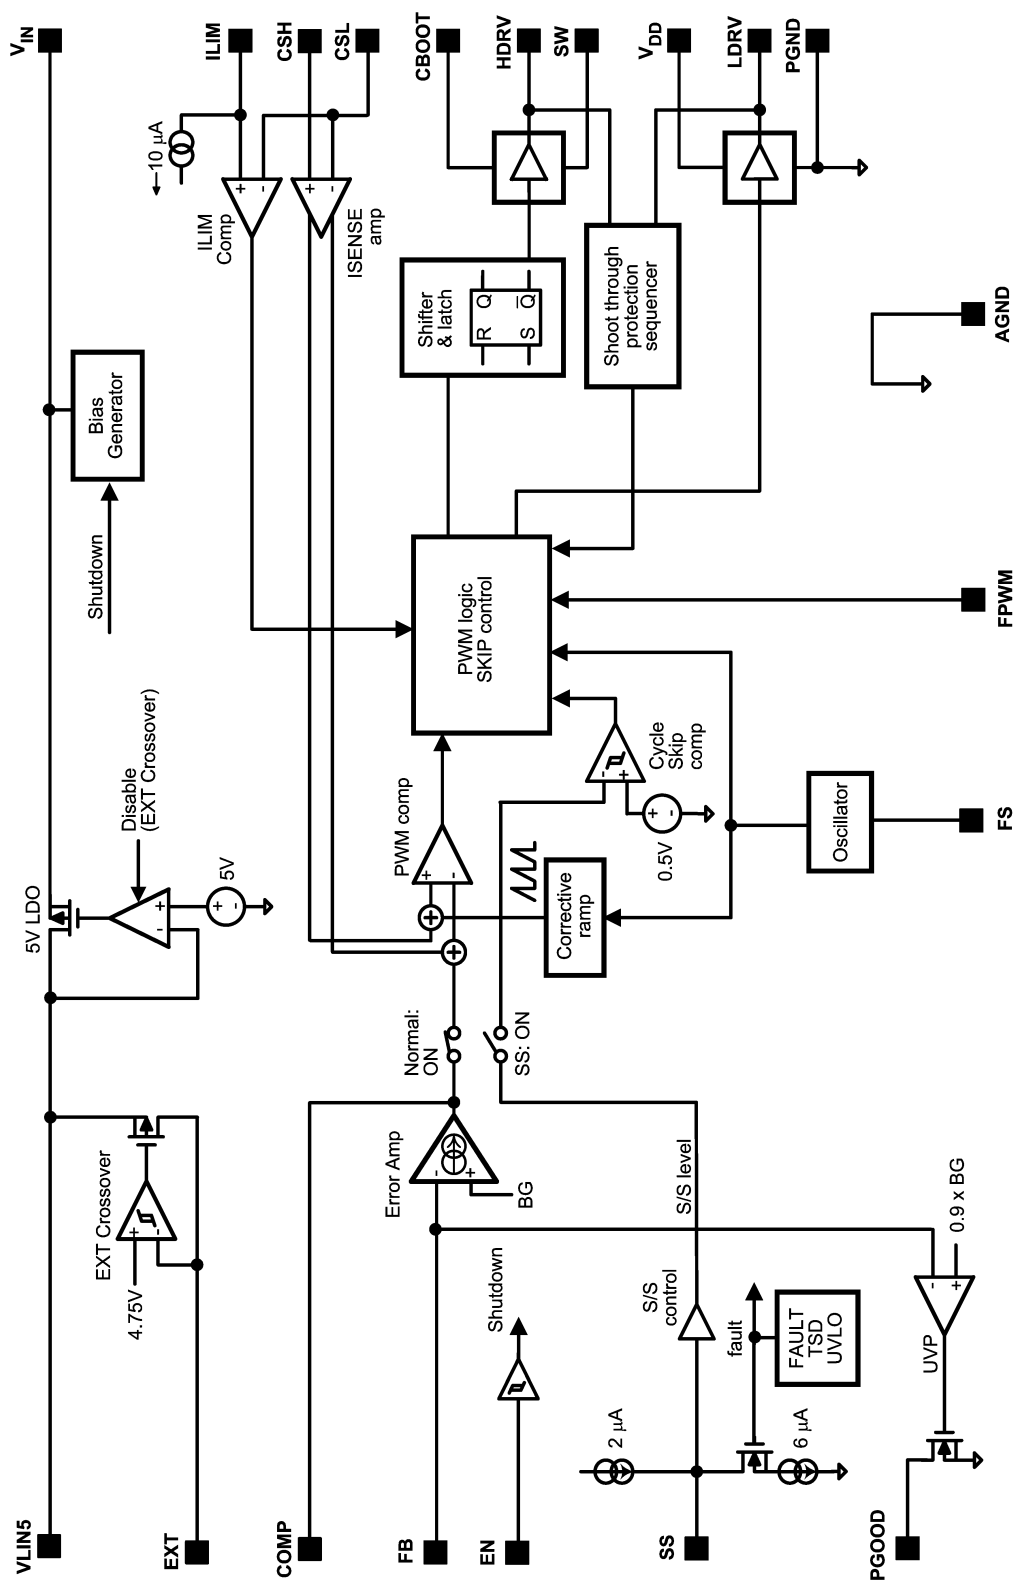 VIN
ILIM
CSH
CSL
CBOOT
HDRV
SW
VDD
LDRV
PGND
10 µA
+
-
+
-
ILIM
Comp
ISENSE
amp
Shifter
& latch
R
Q
S
Q̅
Shoot through
protection
sequencer
AGND
Bias
Generator
Shutdown
PWM logic
SKIP control
FPWM
Disable
(EXT Crossover)
5V LDO
5V
+
-
+
-
PWM comp
+
-
+
+
Cycle
Skip
comp
-
+
+
-
0.5V
Oscillator
FS
Corrective
ramp
Normal:
ON
SS: ON
EXT Crossover
+
-
4.75V
Error Amp
-
+
BG
S/S level
0.9 x BG
Shutdown
S/S
control
fault
FAULT
TSD
UVLO
-
+
UVP
2 µA
6 µA
VLIN5
EXT
COMP
FB
EN
SS
PGOOD